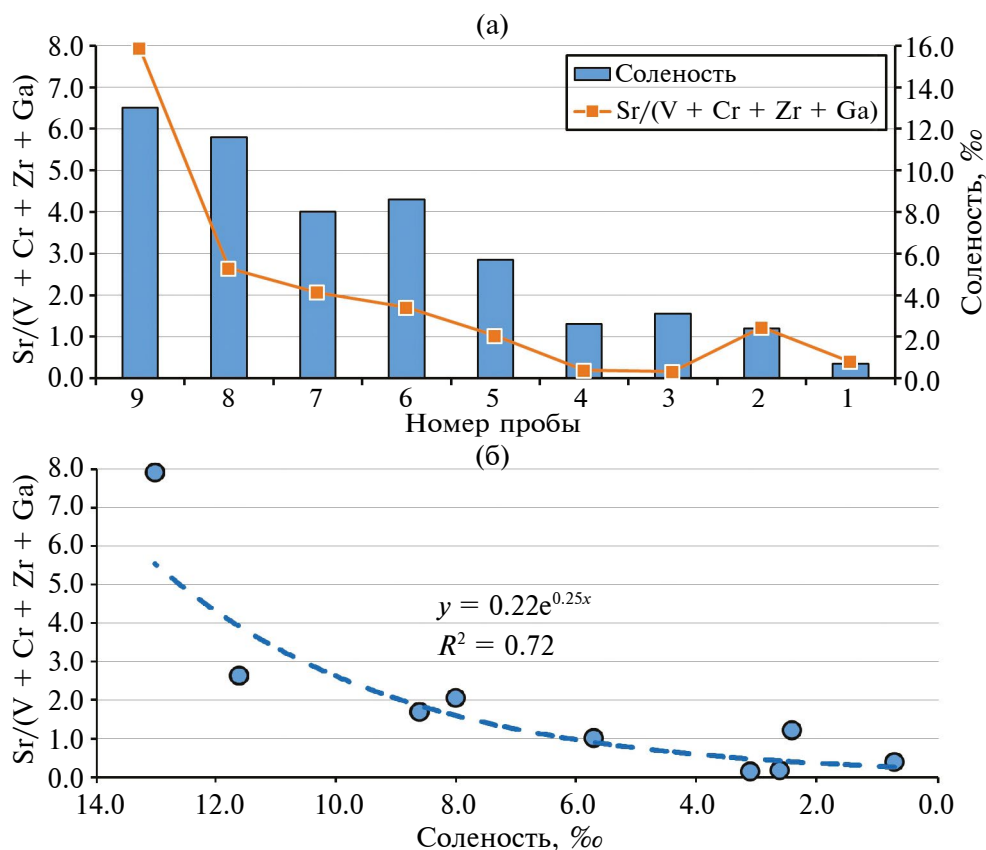 (а)
Sr/(V + Cr + Zr + Ga)
8.0
7.0
6.0
5.0
4.0
3.0
2.0
1.0
0.0
Соленость
Sr/(V + Cr + Zr + Ga)
16.0
14.0
12.0
10.0
8.0
6.0
4.0
2.0
0.0
Соленость, ‰
9 8 7 6 5 4 3 2 1
Номер пробы
(б)
Sr/(V + Cr + Zr + Ga)
8.0
7.0
6.0
5.0
4.0
3.0
2.0
1.0
0.0
y = 0.22e^0.25x
R² = 0.72
14.0 12.0 10.0 8.0 6.0 4.0 2.0 0.0
Соленость, ‰